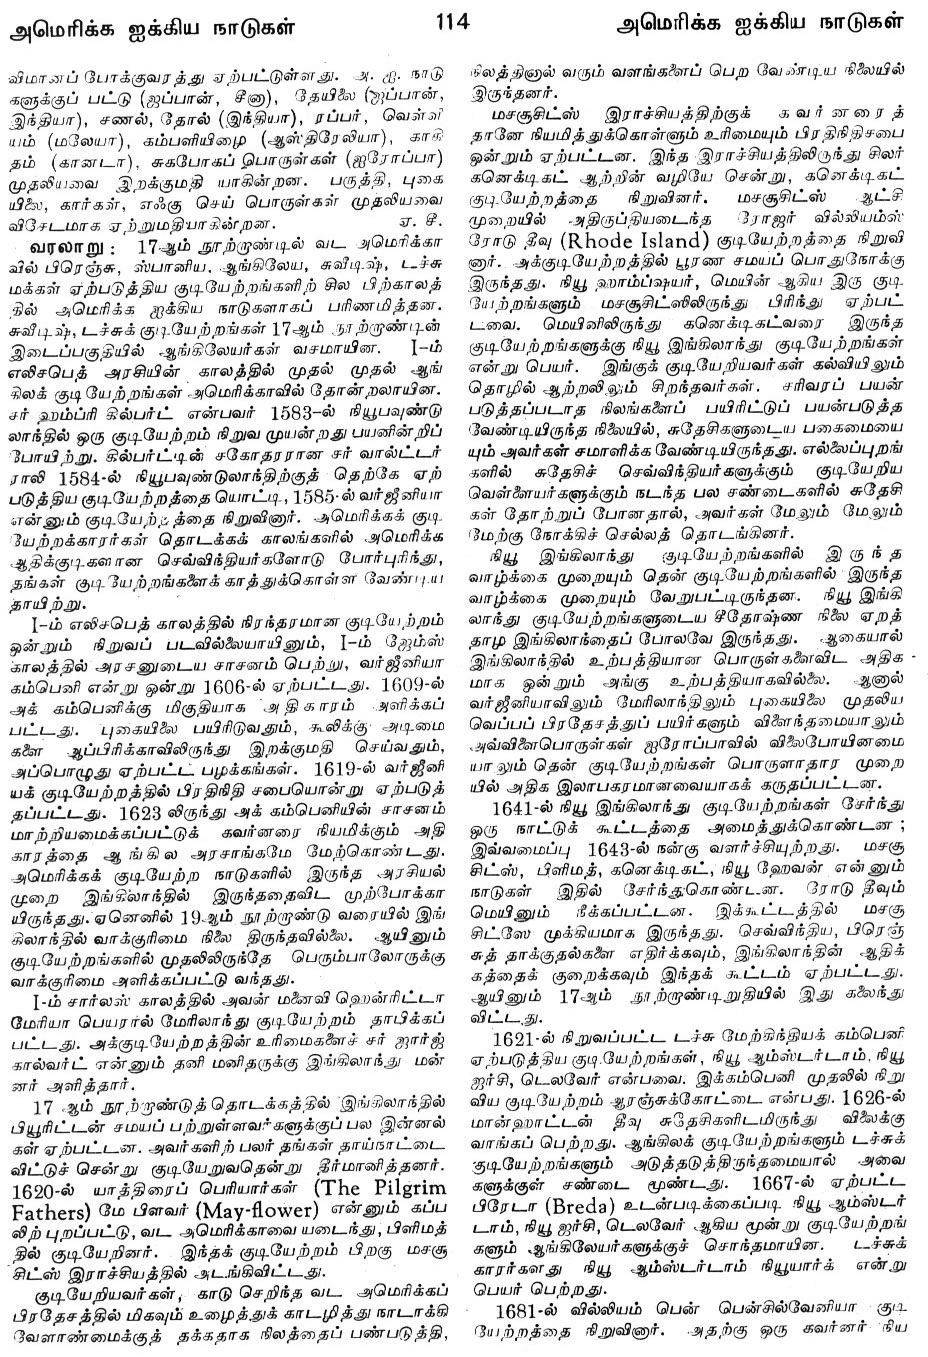 அமெரிக்க ஐக்கிய நாடுகள்
114
அமெரிக்க ஐக்கிய நாடுகள்
விமானப் போக்குவரத்து ஏற்பட்டுள்ளது. அ. ஐ. நாடு
களுக்குப் பட்டு (ஜப்பான், சீனா), தேயிலை (ஜப்பான்,
இந்தியா), சணல், தோல் (இந்தியா), ரப்பர், வெள்ளி
யம் (மலேயா), கம்பளியிழை (ஆஸ்திரேலியா), காகி
தம் (கானடா), சுகபோகப் பொருள்கள் (ஐரோப்பா)
முதலியவை இறக்குமதி யாகின்றன. பருத்தி, புகை
யிலை, கார்கள், எஃகு செய் பொருள்கள் முதலியவை
விசேடமாக ஏற்றுமதியாகின்றன. ஏ. சீ.
வரலாறு : 17ஆம் நூற்றாண்டில் வட அமெரிக்கா
வில் பிரெஞ்சு, ஸ்பானிய, ஆங்கிலேய, சுவீடிஷ், டச்சு
மக்கள் ஏற்படுத்திய குடியேற்றங்களிற் சில பிற்காலத்
தில் அமெரிக்க ஐக்கிய நாடுகளாகப் பரிணமித்தன.
சுவீடிஷ், டச்சுக் குடியேற்றங்கள் 17ஆம் நூற்றாண்டின்
இடைப்பகுதியில் ஆங்கிலேயர்கள் வசமாயின. I-ம்
எலிசபெத் அரசியின் காலத்தில் முதல் முதல் ஆங்
கிலக் குடியேற்றங்கள் அமெரிக்காவில் தோன்றலாயின.
சர் ஹம்ப்ரி கில்பர்ட் என்பவர் 1583-ல் நியூபவுண்டு
லாந்தில் ஒரு குடியேற்றம் நிறுவ முயன்றது பயனின்றிப்
போயிற்று. கில்பர்ட்டின் சகோதரரான சர் வால்ட்டர்
ராலி 1584-ல் நியூபவுண்டுலாந்திற்குத் தெற்கே ஏற்
படுத்திய குடியேற்றத்தை யொட்டி, 1585-ல் வர்ஜீனியா
என்னும் குடியேற்றத்தை நிறுவினார். அமெரிக்கக் குடி
யேற்றக்காரர்கள் தொடக்கக் காலங்களில் அமெரிக்க
ஆதிக்குடிகளான செவ்விந்தியர்களோடு போர்புரிந்து,
தங்கள் குடியேற்றங்களைக் காத்துக்கொள்ள வேண்டிய
தாயிற்று.
I-ம் எலிசபெத் காலத்தில் நிரந்தரமான குடியேற்றம்
ஒன்றும் நிறுவப் படவில்லையாயினும், I-ம் ஜேம்ஸ்
காலத்தில் அரசனுடைய சாசனம் பெற்று, வர்ஜீனியா
கம்பெனி என்று ஒன்று 1606-ல் ஏற்பட்டது. 1609-ல்
அக் கம்பெனிக்கு மிகுதியாக அதிகாரம் அளிக்கப்
பட்டது. புகையிலை பயிரிடுவதும், கூலிக்கு அடிமை
களை ஆப்பிரிக்காவிலிருந்து இறக்குமதி செய்வதும்,
அப்பொழுது ஏற்பட்ட பழக்கங்கள். 1619-ல் வர்ஜீனி
யக் குடியேற்றத்தில் பிரதிநிதி சபையொன்று ஏற்படுத்
தப்பட்டது. 1623 லிருந்து அக் கம்பெனியின் சாசனம்
மாற்றியமைக்கப்பட்டுக் கவர்னரை நியமிக்கும் அதி
காரத்தை ஆங்கில அரசாங்கமே மேற்கொண்டது.
அமெரிக்கக் குடியேற்ற நாடுகளில் இருந்த அரசியல்
முறை இங்கிலாந்தில் இருந்ததைவிட முற்போக்கா
யிருந்தது. ஏனெனில் 19ஆம் நூற்றாண்டு வரையில் இங்
கிலாந்தில் வாக்குரிமை நிலை திருந்தவில்லை. ஆயினும்
குடியேற்றங்களில் முதலிலிருந்தே பெரும்பாலோருக்கு
வாக்குரிமை அளிக்கப்பட்டு வந்தது.
I-ம் சார்லஸ் காலத்தில் அவன் மனைவி ஹென்ரிட்டா
மேரியா பெயரால் மேரிலாந்து குடியேற்றம் தாபிக்கப்
பட்டது. அக்குடியேற்றத்தின் உரிமைகளைச் சர் ஜார்ஜ்
கால்வர்ட் என்னும் தனி மனிதருக்கு இங்கிலாந்து மன்
னர் அளித்தார்.
17 ஆம் நூற்றாண்டுத் தொடக்கத்தில் இங்கிலாந்தில்
பியூரிட்டன் சமயப் பற்றுள்ளவர்களுக்குப் பல இன்னல்
கள் ஏற்பட்டன. அவர்களிற் பலர் தங்கள் தாய்நாட்டை
விட்டுச் சென்று குடியேறுவதென்று தீர்மானித்தனர்.
1620-ல் யாத்திரைப் பெரியார்கள் (The Pilgrim
Fathers) மே பிளவர் (May-flower) என்னும் கப்ப
லிற் புறப்பட்டு, வட அமெரிக்காவை யடைந்து, பிளிமத்
தில் குடியேறினர். இந்தக் குடியேற்றம் பிறகு மசசூ
சிட்ஸ் இராச்சியத்தில் அடங்கிவிட்டது.
குடியேறியவர்கள், காடு செறிந்த வட அமெரிக்கப்
பிரதேசத்தில் மிகவும் உழைத்துக் காடழித்து நாடாக்கி
வேளாண்மைக்குத் தக்கதாக நிலத்தைப் பண்படுத்தி,
நிலத்தினால் வரும் வளங்களைப் பெற வேண்டிய நிலையில்
இருந்தனர்.
மசசூசிட்ஸ் இராச்சியத்திற்குக் கவர்னரைத்
தானே நியமித்துக்கொள்ளும் உரிமையும் பிரதிநிதிசபை
ஒன்றும் ஏற்பட்டன. இந்த இராச்சியத்திலிருந்து சிலர்
கனெக்டிகட் ஆற்றின் வழியே சென்று, கனெக்டிகட்
குடியேற்றத்தை நிறுவினர். மசசூசிட்ஸ் ஆட்சி
முறையில் அதிருப்தியடைந்த ரோஜர் வில்லியம்ஸ்
ரோடு தீவு (Rhode Island) குடியேற்றத்தை நிறுவி
னார். அக்குடியேற்றத்தில் பூரண சமயப் பொதுநோக்கு
இருந்தது. நியூ ஹாம்ப்ஷயர், மெயின் ஆகிய இரு குடி
யேற்றங்களும் மசசூசிட்ஸிலிருந்து பிரிந்து ஏற்பட்
டவை. மெயினிலிருந்து கனெக்டிகட்வரை இருந்த
குடியேற்றங்களுக்கு நியூ இங்கிலாந்து குடியேற்றங்கள்
என்று பெயர். இங்குக் குடியேறியவர்கள் கல்வியிலும்
தொழில் ஆற்றலிலும் சிறந்தவர்கள். சரிவரப் பயன்
படுத்தப்படாத நிலங்களைப் பயிரிட்டுப் பயன்படுத்த
வேண்டியிருந்த நிலையில், சுதேசிகளுடைய பகைமையை
யும் அவர்கள் சமாளிக்க வேண்டியிருந்தது. எல்லைப்புறங்
களில் சுதேசிச் செவ்விந்தியர்களுக்கும் குடியேறிய
வெள்ளையர்களுக்கும் நடந்த பல சண்டைகளில் சுதேசி
கள் தோற்றுப் போனதால், அவர்கள் மேலும் மேலும்
மேற்கு நோக்கிச் செல்லத் தொடங்கினர்.
நியூ இங்கிலாந்து குடியேற்றங்களில் இருந்த
வாழ்க்கை முறையும் தென் குடியேற்றங்களில் இருந்த
வாழ்க்கை முறையும் வேறுபட்டிருந்தன. நியூ இங்கி
லாந்து குடியேற்றங்களுடைய சீதோஷ்ண நிலை ஏறத்
தாழ இங்கிலாந்தைப் போலவே இருந்தது. ஆகையால்
இங்கிலாந்தில் உற்பத்தியான பொருள்களைவிட அதிக
மாக ஒன்றும் அங்கு உற்பத்தியாகவில்லை. ஆனால்
வர்ஜீனியாவிலும் மேரிலாந்திலும் புகையிலை முதலிய
வெப்பப் பிரதேசத்துப் பயிர்களும் விளைந்தமையாலும்
அவ்விளைபொருள்கள் ஐரோப்பாவில் விலைபோயினமை
யாலும் தென் குடியேற்றங்கள் பொருளாதார முறை
யில் அதிக இலாபகரமானவையாகக் கருதப்பட்டன.
1641-ல் நியூ இங்கிலாந்து குடியேற்றங்கள் சேர்ந்து
ஒரு நாட்டுக் கூட்டத்தை அமைத்துக்கொண்டன ;
இவ்வமைப்பு 1643-ல் நன்கு வளர்ச்சியுற்றது. மசசூ
சிட்ஸ், பிளிமத், கனெக்டிகட், நியூ ஹேவன் என்னும்
நாடுகள் இதில் சேர்ந்துகொண்டன. ரோடு தீவும்
மெயினும் நீக்கப்பட்டன. இக்கூட்டத்தில் மசசூ
சிட்ஸே முக்கியமாக இருந்தது. செவ்விந்திய, பிரெஞ்
சுத் தாக்குதல்களை எதிர்க்கவும், இங்கிலாந்தின் ஆதிக்
கத்தைக் குறைக்கவும் இந்தக் கூட்டம் ஏற்பட்டது.
ஆயினும் 17ஆம் நூற்றாண்டிறுதியில் இது கலைந்து
விட்டது.
1621-ல் நிறுவப்பட்ட டச்சு மேற்கிந்தியக் கம்பெனி
ஏற்படுத்திய குடியேற்றங்கள், நியூ ஆம்ஸ்டர்டாம், நியூ
ஜர்சி, டெலவேர் என்பவை. இக்கம்பெனி முதலில் நிறு
விய குடியேற்றம் ஆரஞ்சுக்கோட்டை என்பது. 1626-ல்
மான்ஹாட்டன் தீவு சுதேசிகளிடமிருந்து விலைக்கு
வாங்கப் பெற்றது. ஆங்கிலக் குடியேற்றங்களும் டச்சுக்
குடியேற்றங்களும் அடுத்தடுத்திருந்தமையால் அவை
களுக்குள் சண்டை மூண்டது. 1667-ல் ஏற்பட்ட
பிரேடா (Breda) உடன்படிக்கைப்படி நியூ ஆம்ஸ்டர்
டாம், நியூ ஜர்சி, டெலவேர் ஆகிய மூன்று குடியேற்றங்
களும் ஆங்கிலேயர்களுக்குச் சொந்தமாயின. டச்சுக்
காரர்களது நியூ ஆம்ஸ்டர்டாம் நியூயார்க் என்று
பெயர் பெற்றது.
1681-ல் வில்லியம் பென் பென்சில்வேனியா குடி
யேற்றத்தை நிறுவினார். அதற்கு ஒரு கவர்னர் நிய